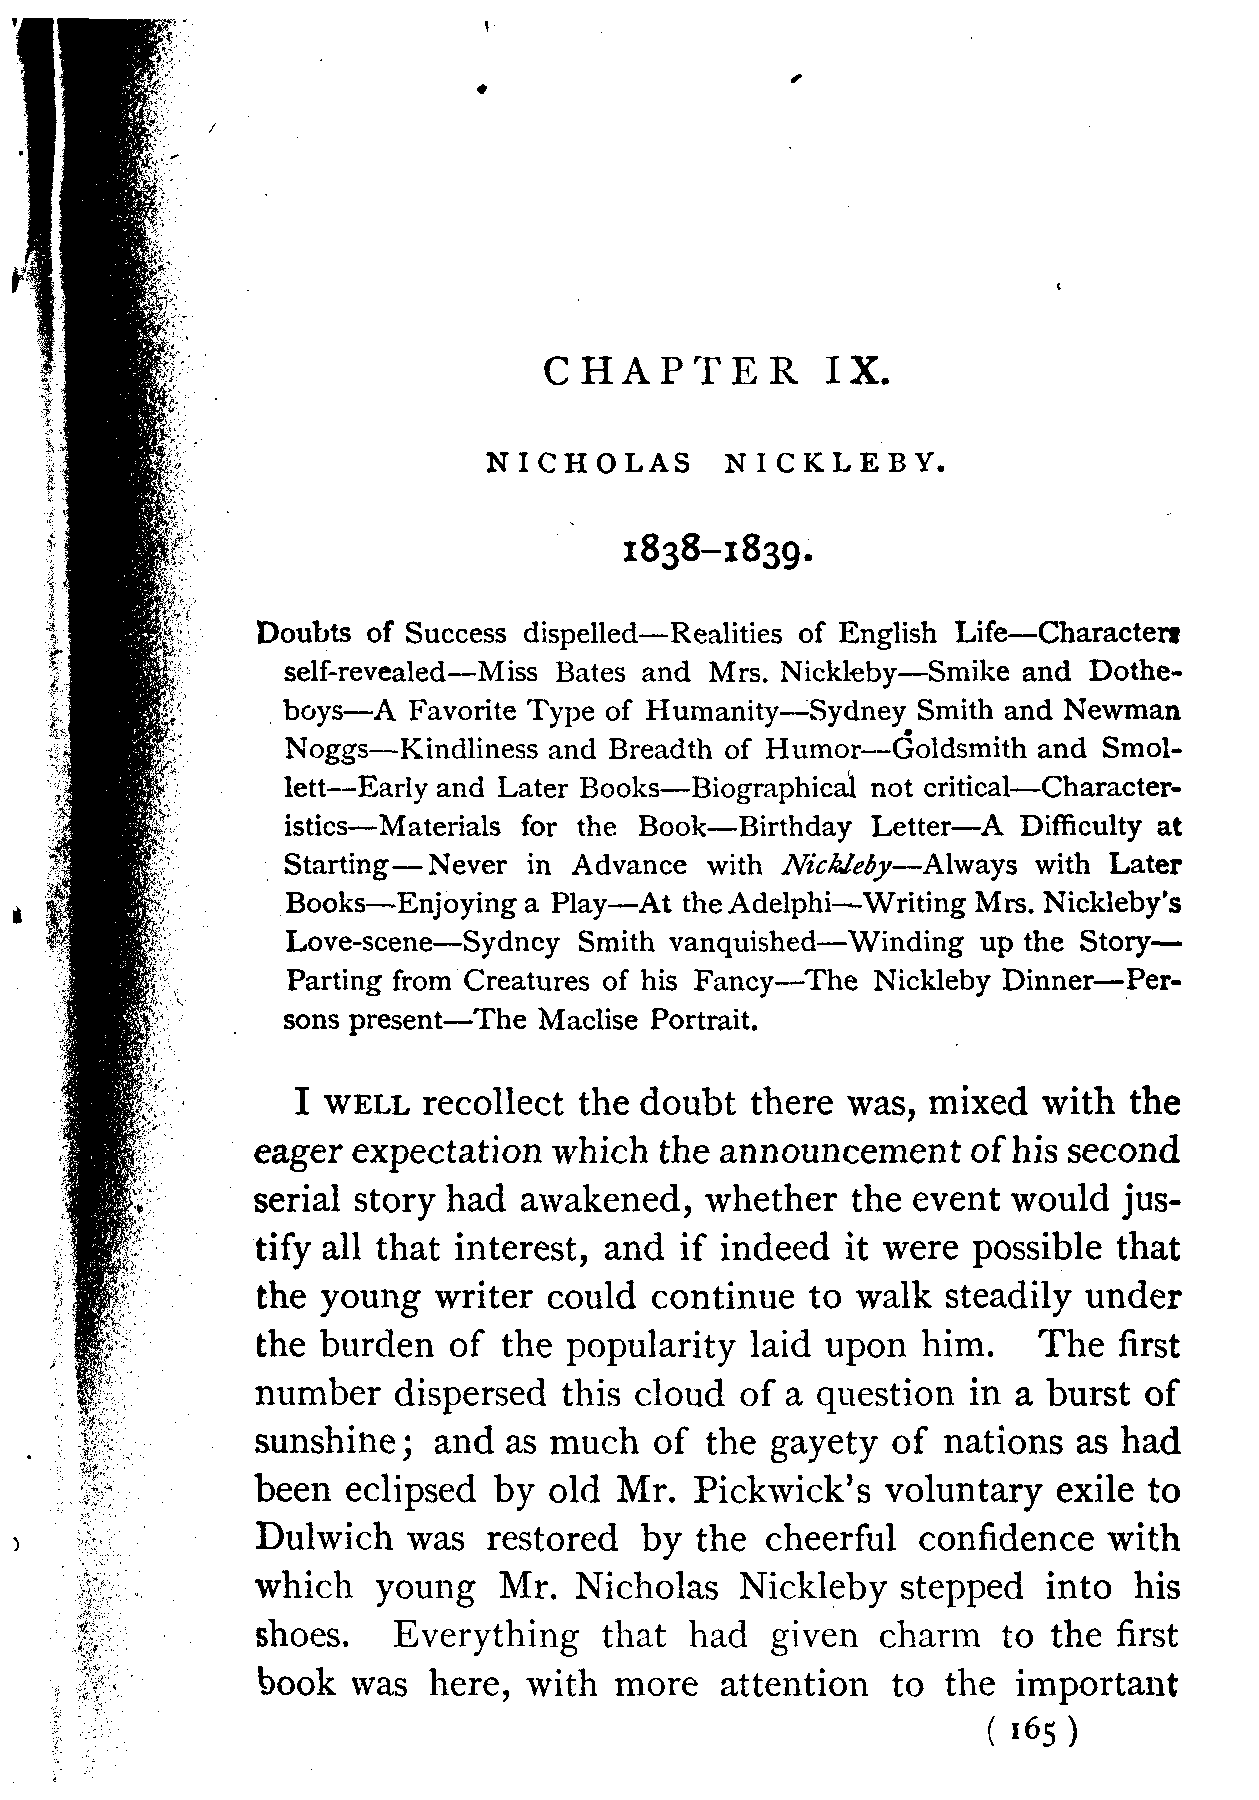 CHAPTER IX.
NICHOLAS NICKLEBY.
1838–1839.
Doubts of Success dispelled—Realities of English Life—Characters
self-revealed—Miss Bates and Mrs. Nickleby—Smike and Dothe-
boys—A Favorite Type of Humanity—Sydney Smith and Newman
Noggs—Kindliness and Breadth of Humor—Goldsmith and Smol-
lett—Early and Later Books—Biographical not critical—Character-
istics—Materials for the Book—Birthday Letter—A Difficulty at
Starting—Never in Advance with Nickleby—Always with Later
Books—Enjoying a Play—At the Adelphi—Writing Mrs. Nickleby's
Love-scene—Sydney Smith vanquished—Winding up the Story—
Parting from Creatures of his Fancy—The Nickleby Dinner—Per-
sons present—The Maclise Portrait.
I WELL recollect the doubt there was, mixed with the
eager expectation which the announcement of his second
serial story had awakened, whether the event would jus-
tify all that interest, and if indeed it were possible that
the young writer could continue to walk steadily under
the burden of the popularity laid upon him. The first
number dispersed this cloud of a question in a burst of
sunshine; and as much of the gayety of nations as had
been eclipsed by old Mr. Pickwick's voluntary exile to
Dulwich was restored by the cheerful confidence with
which young Mr. Nicholas Nickleby stepped into his
shoes. Everything that had given charm to the first
book was here, with more attention to the important
( 165 )